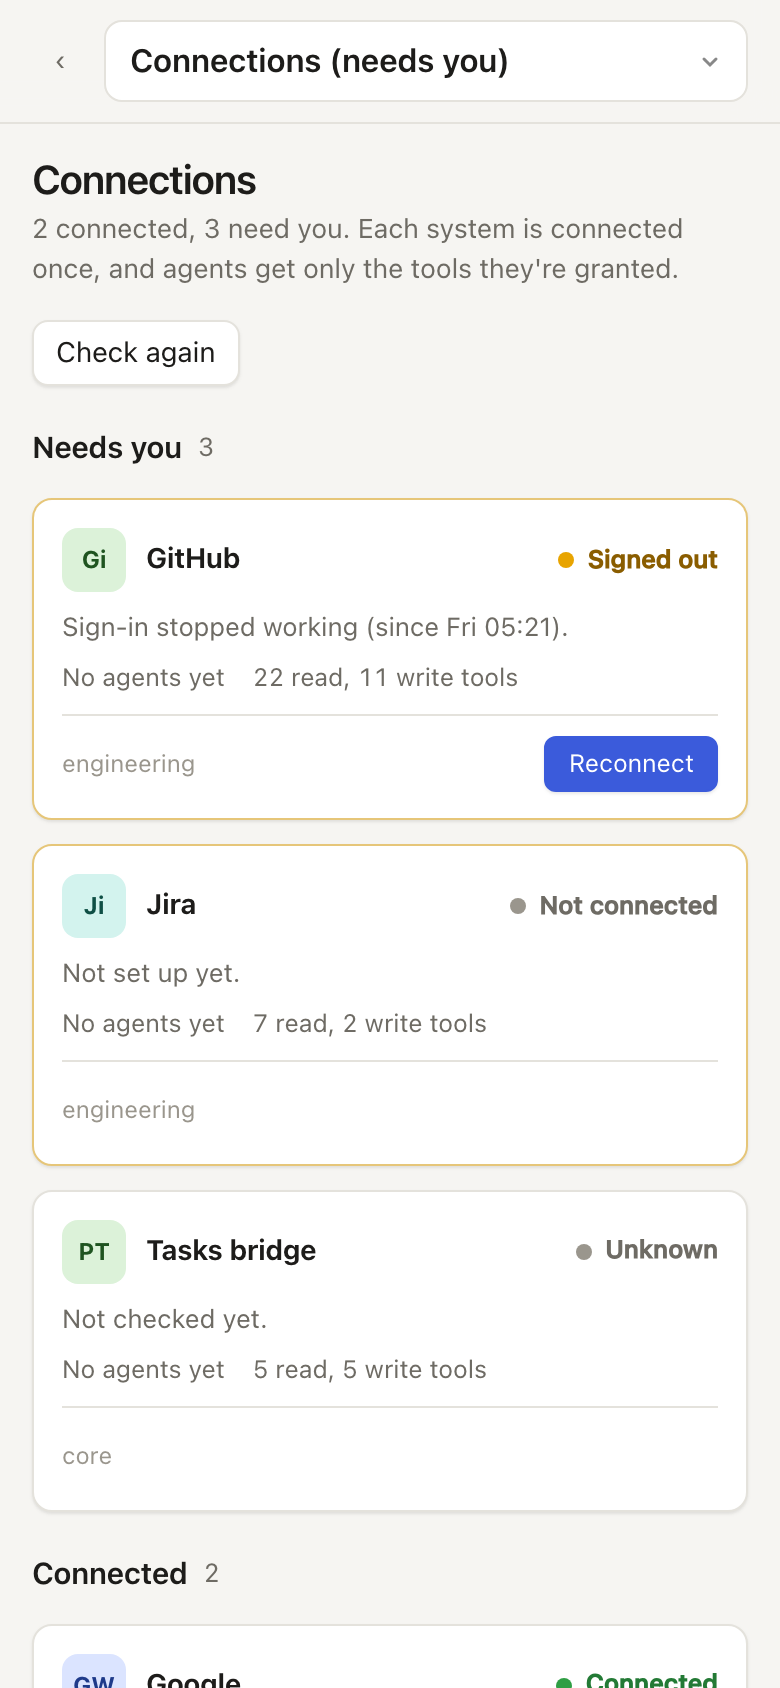 ‹
Connections (needs you)
Connections
2 connected, 3 need you. Each system is connected
once, and agents get only the tools they're granted.
Check again
Needs you 3
Gi GitHub Signed out
Sign-in stopped working (since Fri 05:21).
No agents yet 22 read, 11 write tools
engineering Reconnect
Ji Jira Not connected
Not set up yet.
No agents yet 7 read, 2 write tools
engineering
PT Tasks bridge Unknown
Not checked yet.
No agents yet 5 read, 5 write tools
core
Connected 2
GW Google Connected